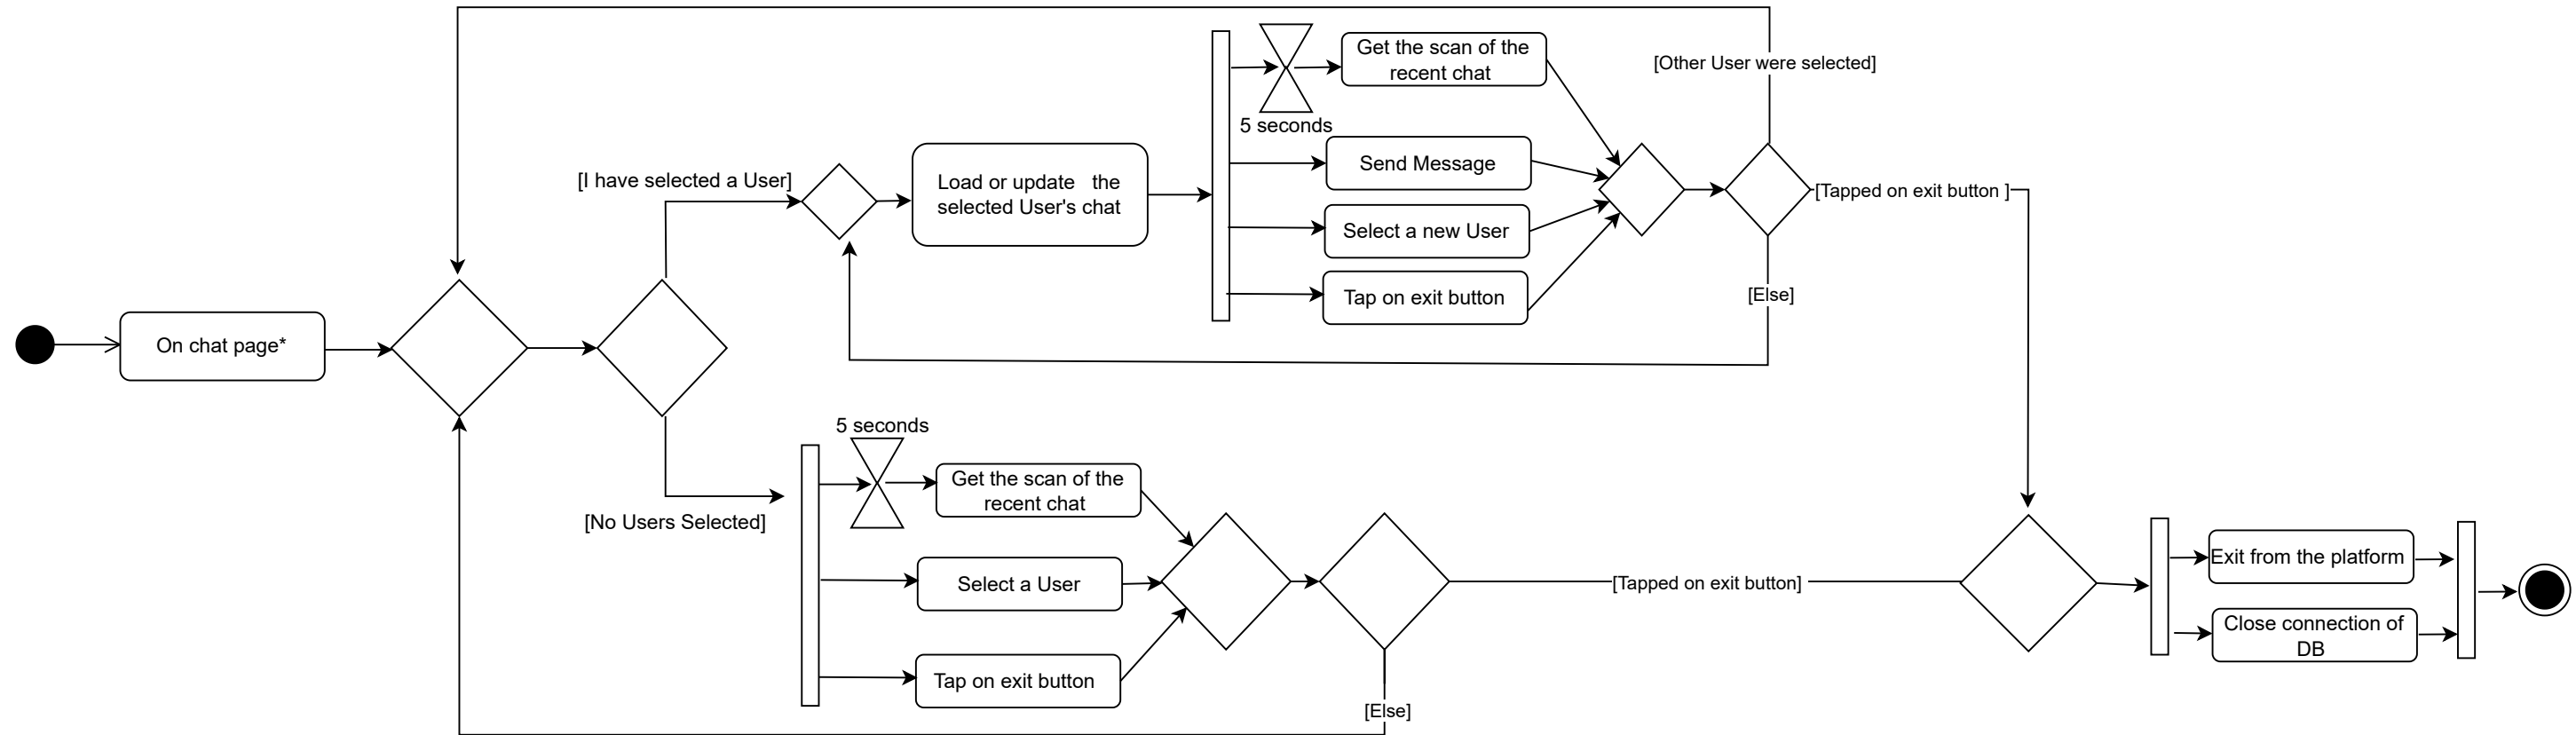 Get the scan of the
recent chat
[Other User were selected]
5 seconds
Send Message
[I have selected a User]
Load or update   the
selected User's chat
[Tapped on exit button ]
Select a new User
Tap on exit button
[Else]
On chat page*
5 seconds
Get the scan of the
recent chat
[No Users Selected]
Select a User
[Tapped on exit button]
Exit from the platform
Close connection of
DB
Tap on exit button
[Else]